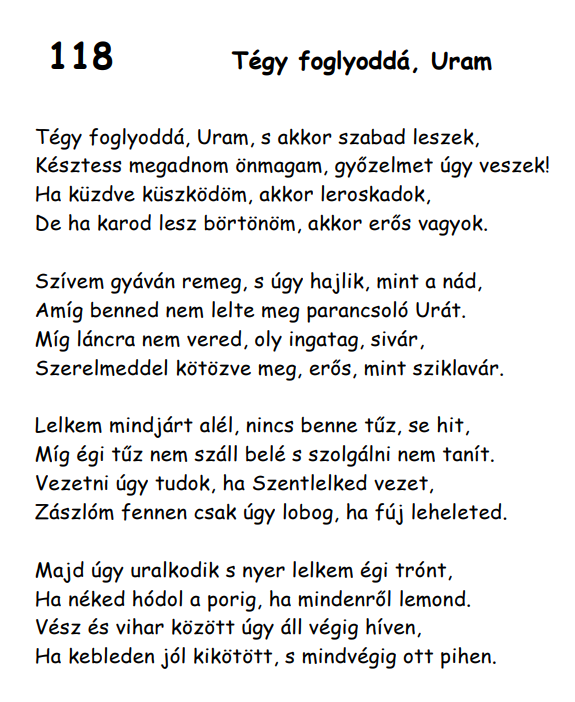 118 Tégy foglyoddá, Uram
Tégy foglyoddá, Uram, s akkor szabad leszek,
Késztess megadnom önmagam, győzelmet úgy veszek!
Ha küzdve küszködöm, akkor leroskadok,
De ha karod lesz börtönöm, akkor erős vagyok.
Szívem gyáván remeg, s úgy hajlik, mint a nád,
Amíg benned nem lelte meg parancsoló Urát.
Míg láncra nem vered, oly ingatag, sivár,
Szerelmeddel kötözve meg, erős, mint sziklavár.
Lelkem mindjárt alél, nincs benne tűz, se hit,
Míg égi tűz nem száll belé s szolgálni nem tanít.
Vezetni úgy tudok, ha Szentlelked vezet,
Zászlóm fennen csak úgy lobog, ha fúj leheleted.
Majd úgy uralkodik s nyer lelkem égi trónt,
Ha néked hódol a porig, ha mindenről lemond.
Vész és vihar között úgy áll végig híven,
Ha kebleden jól kikötött, s mindvégig ott pihen.